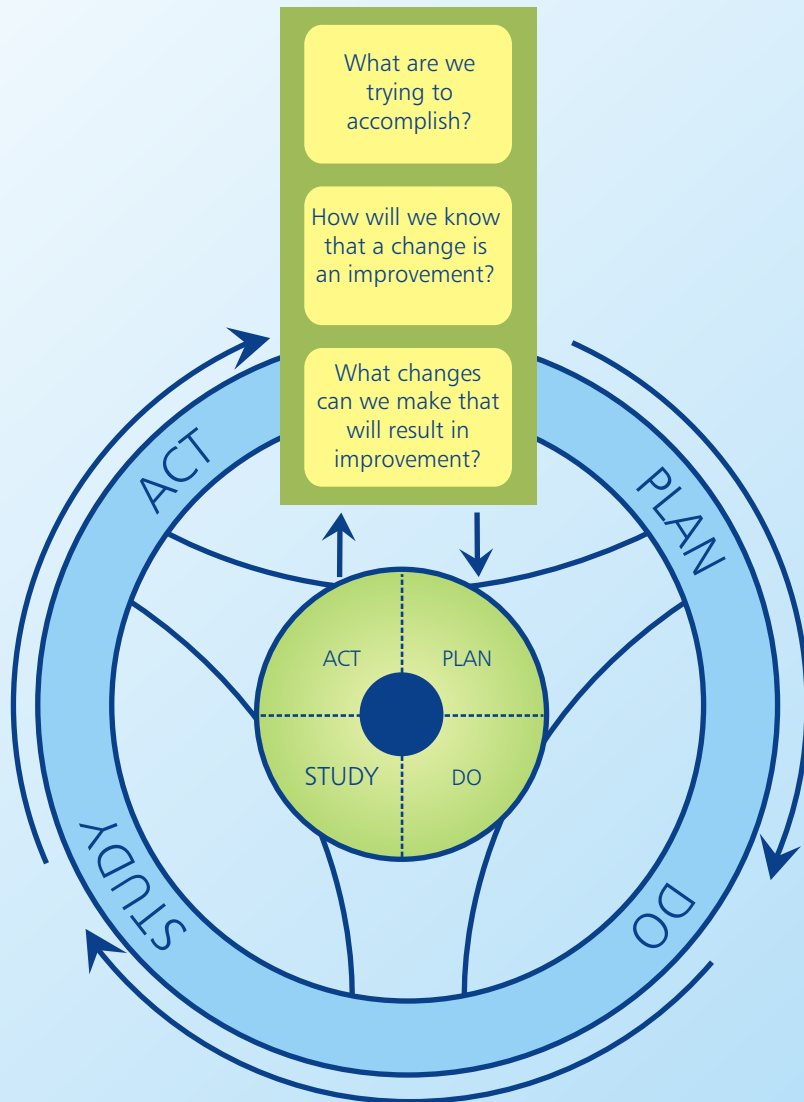 What are we
trying to
accomplish?
How will we know
that a change is
an improvement?
What changes
can we make that
will result in
improvement?
ACT
PLAN
ACT
PLAN
STUDY
DO
STUDY
DO